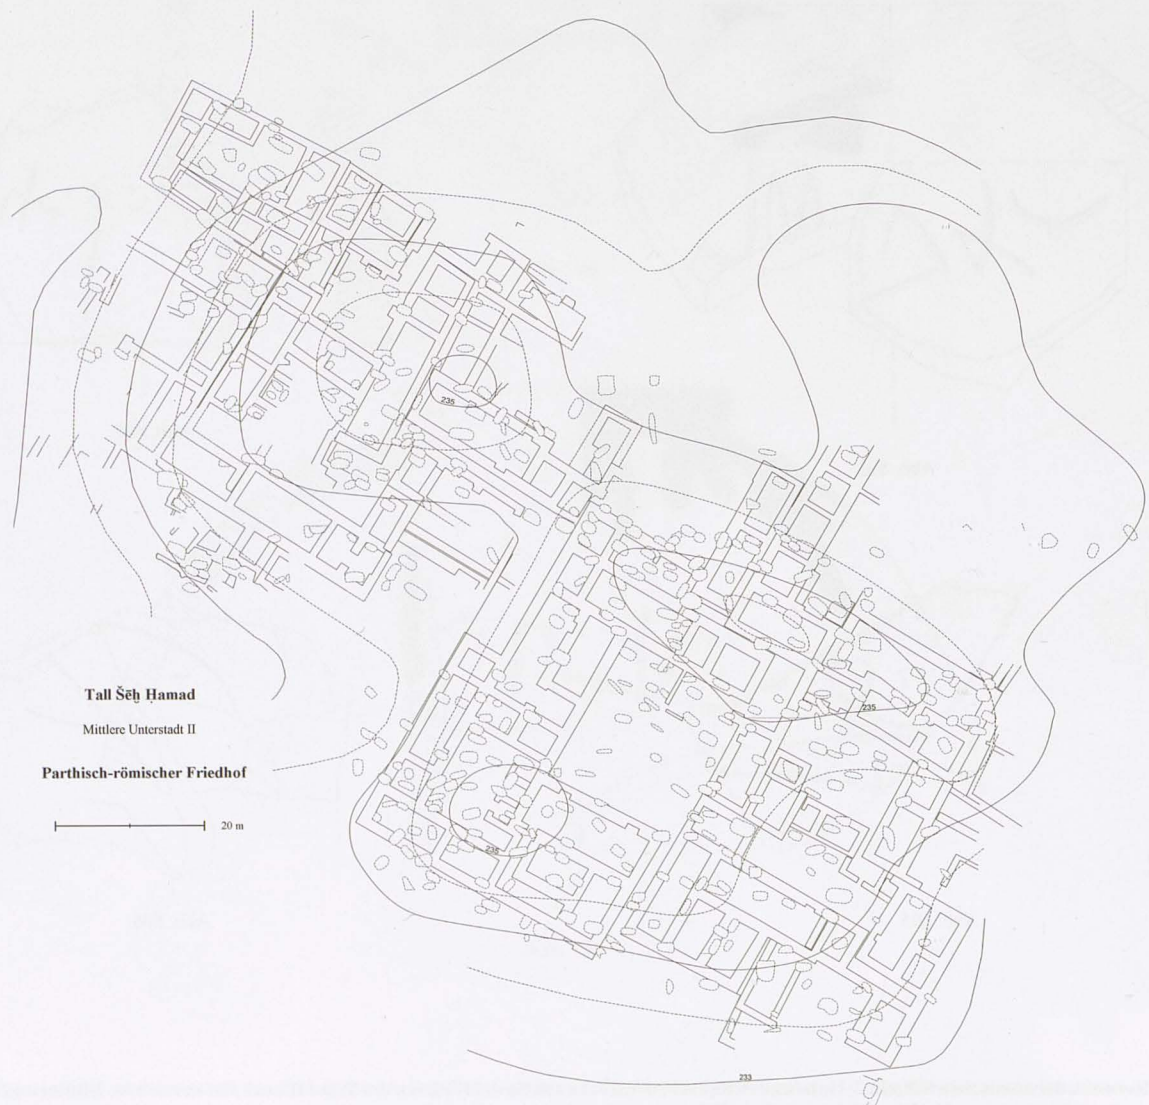 235
235
235
Tall Šēḫ Ḥamad
Mittlere Unterstadt II
Parthisch-römischer Friedhof
20 m
233